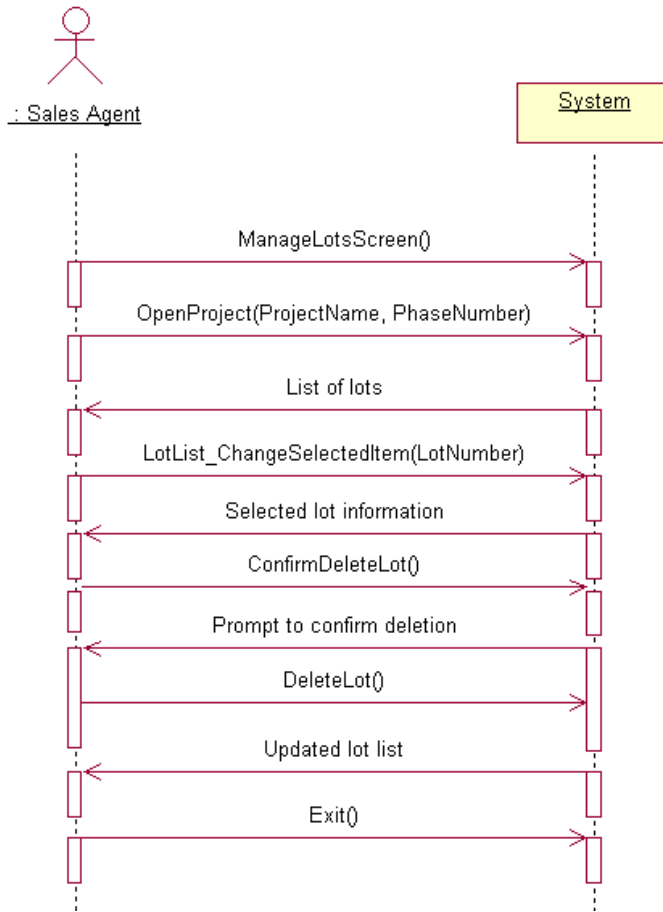 : Sales Agent
System
ManageLotsScreen()
OpenProject(ProjectName, PhaseNumber)
List of lots
LotList_ChangeSelectedItem(LotNumber)
Selected lot information
ConfirmDeleteLot()
Prompt to confirm deletion
DeleteLot()
Updated lot list
Exit()